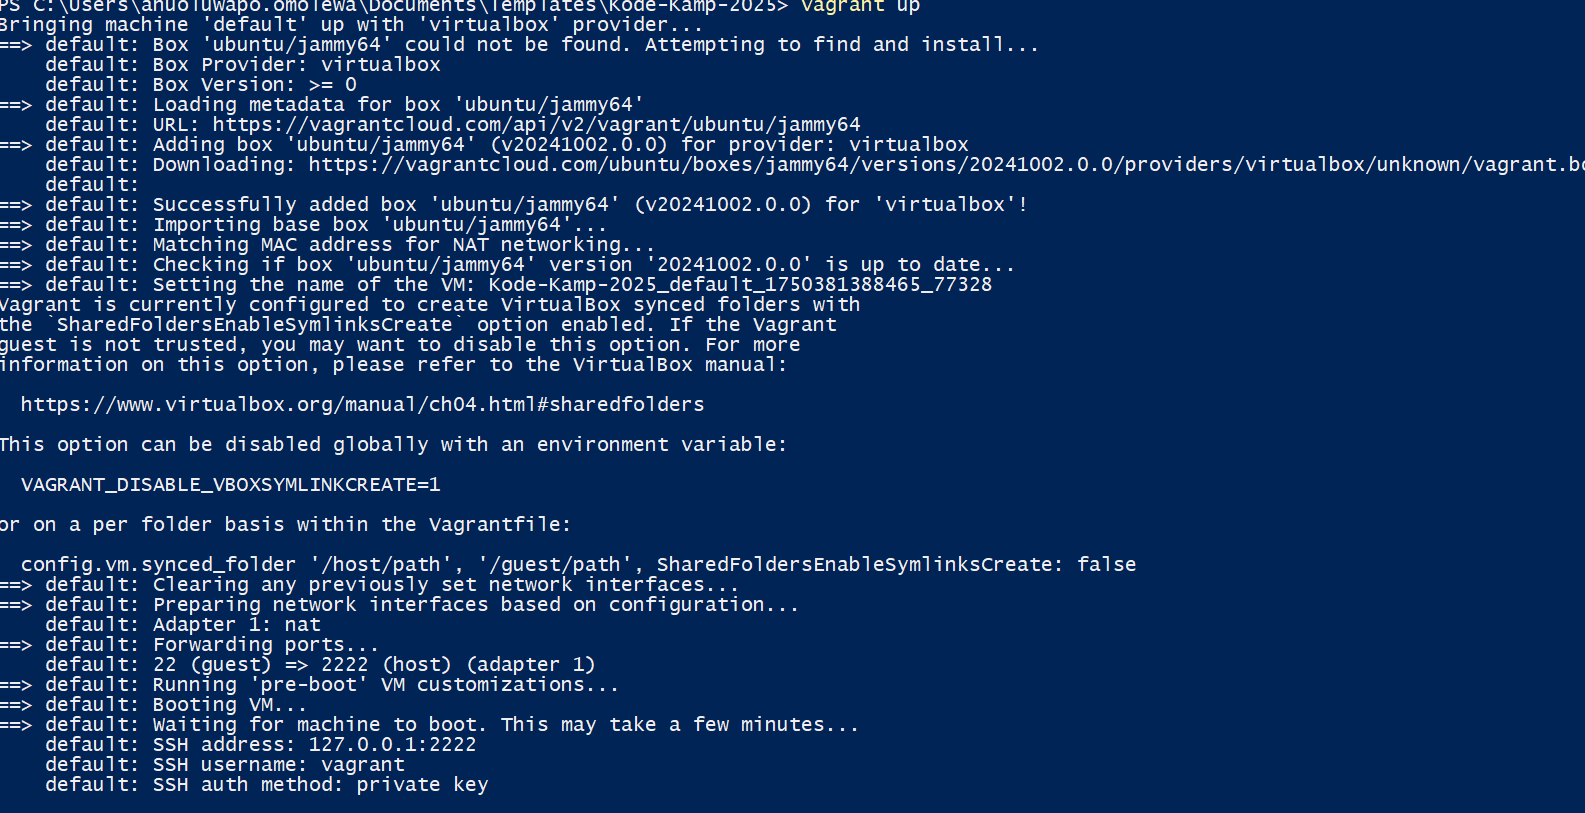 PS C:\Users\anuoluwapo.omolewa\Documents\Templates\Kode-Kamp-2025> vagrant up
Bringing machine 'default' up with 'virtualbox' provider...
==> default: Box 'ubuntu/jammy64' could not be found. Attempting to find and install...
    default: Box Provider: virtualbox
    default: Box Version: >= 0
==> default: Loading metadata for box 'ubuntu/jammy64'
    default: URL: https://vagrantcloud.com/api/v2/vagrant/ubuntu/jammy64
==> default: Adding box 'ubuntu/jammy64' (v20241002.0.0) for provider: virtualbox
    default: Downloading: https://vagrantcloud.com/ubuntu/boxes/jammy64/versions/20241002.0.0/providers/virtualbox/unknown/vagrant.bo
    default:
==> default: Successfully added box 'ubuntu/jammy64' (v20241002.0.0) for 'virtualbox'!
==> default: Importing base box 'ubuntu/jammy64'...
==> default: Matching MAC address for NAT networking...
==> default: Checking if box 'ubuntu/jammy64' version '20241002.0.0' is up to date...
==> default: Setting the name of the VM: Kode-Kamp-2025_default_1750381388465_77328
Vagrant is currently configured to create VirtualBox synced folders with
the `SharedFoldersEnableSymlinksCreate` option enabled. If the Vagrant
guest is not trusted, you may want to disable this option. For more
information on this option, please refer to the VirtualBox manual:

  https://www.virtualbox.org/manual/ch04.html#sharedfolders

This option can be disabled globally with an environment variable:

  VAGRANT_DISABLE_VBOXSYMLINKCREATE=1

or on a per folder basis within the Vagrantfile:

  config.vm.synced_folder '/host/path', '/guest/path', SharedFoldersEnableSymlinksCreate: false
==> default: Clearing any previously set network interfaces...
==> default: Preparing network interfaces based on configuration...
    default: Adapter 1: nat
==> default: Forwarding ports...
    default: 22 (guest) => 2222 (host) (adapter 1)
==> default: Running 'pre-boot' VM customizations...
==> default: Booting VM...
==> default: Waiting for machine to boot. This may take a few minutes...
    default: SSH address: 127.0.0.1:2222
    default: SSH username: vagrant
    default: SSH auth method: private key